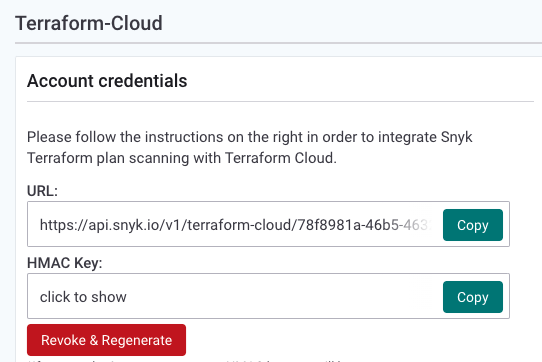 Terraform-Cloud
Account credentials
Please follow the instructions on the right in order to integrate Snyk
Terraform plan scanning with Terraform Cloud.
URL:
https://api.snyk.io/v1/terraform-cloud/78f8981a-46b5-463 Copy
HMAC Key:
click to show Copy
Revoke & Regenerate